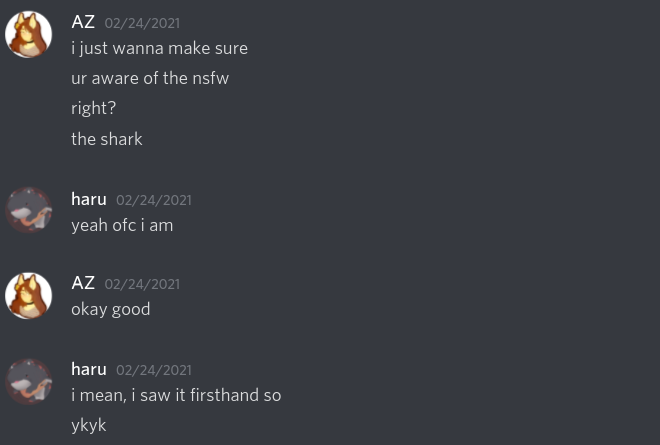 AZ 02/24/2021
i just wanna make sure
ur aware of the nsfw
right?
the shark
haru 02/24/2021
yeah ofc i am
AZ 02/24/2021
okay good
haru 02/24/2021
i mean, i saw it firsthand so
ykyk